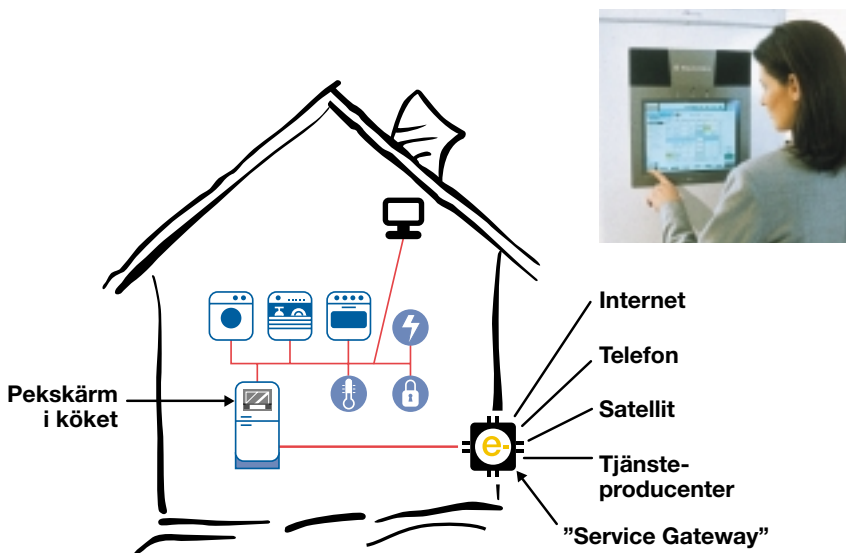 Internet
Telefon
Pekskärm
i köket
Satellit
e-
Tjänste-
producenter
”Service Gateway”